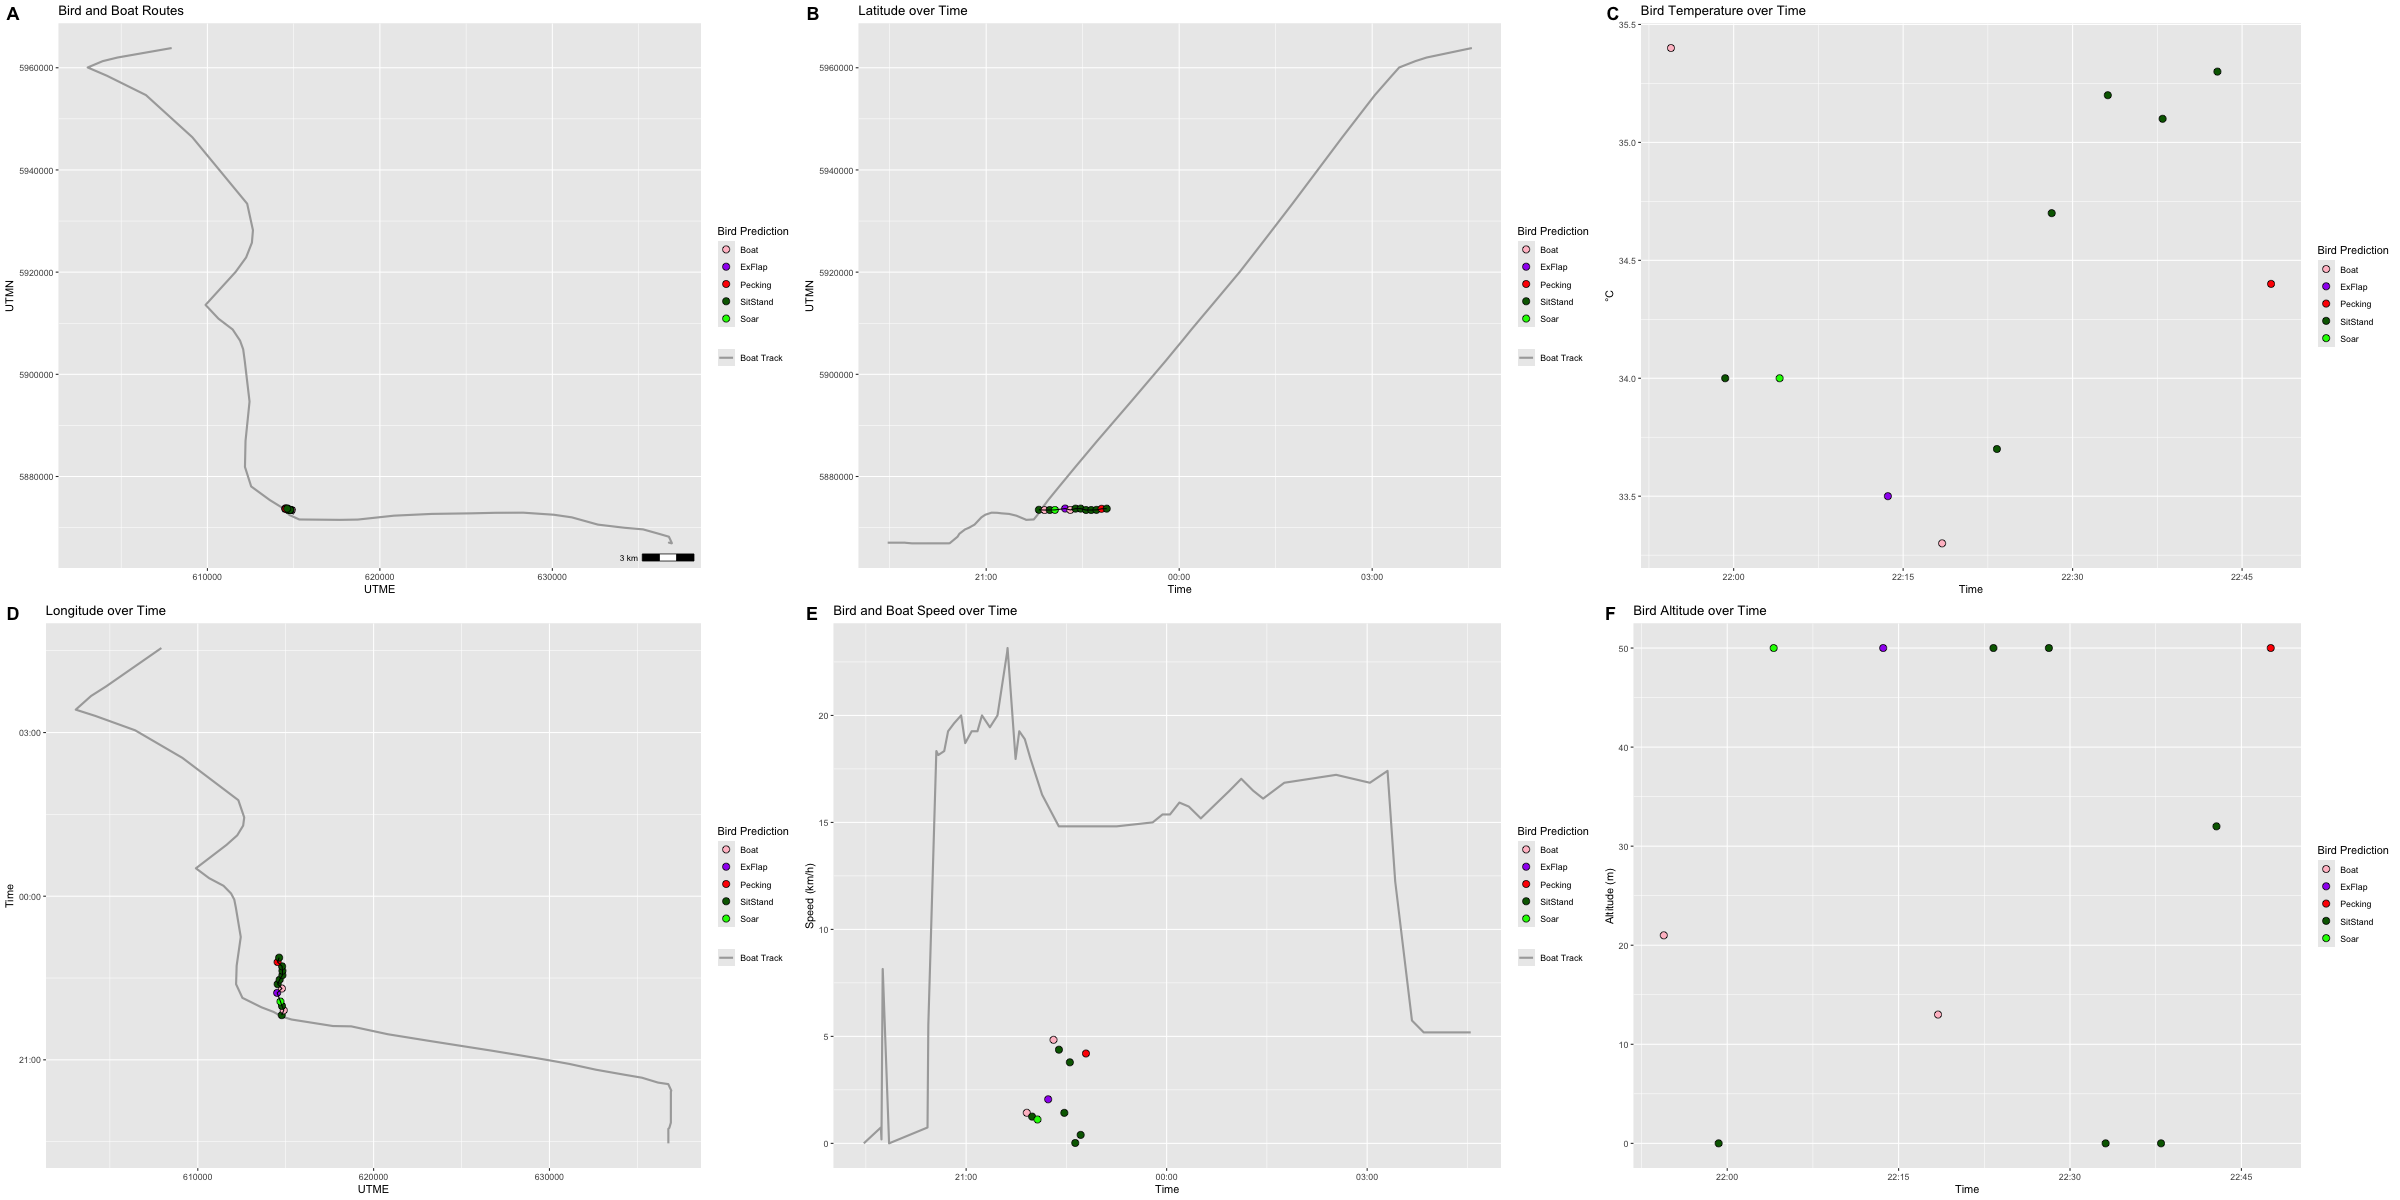 A Bird and Boat Routes
5960000
5940000
5920000
5900000
5880000
UTMN
610000
620000
630000
UTME
3 km
Bird Prediction
Boat
ExFlap
Pecking
SitStand
Soar
Boat Track
B Latitude over Time
5960000
5940000
5920000
5900000
5880000
UTMN
21:00
00:00
03:00
Time
Bird Prediction
Boat
ExFlap
Pecking
SitStand
Soar
Boat Track
C Bird Temperature over Time
35.5
35.0
34.5
34.0
33.5
°C
22:00
22:15
22:30
22:45
Time
Bird Prediction
Boat
ExFlap
Pecking
SitStand
Soar
D Longitude over Time
03:00
00:00
21:00
Time
610000
620000
630000
UTME
Bird Prediction
Boat
ExFlap
Pecking
SitStand
Soar
Boat Track
E Bird and Boat Speed over Time
20
15
10
5
0
Speed (km/h)
21:00
00:00
03:00
Time
Bird Prediction
Boat
ExFlap
Pecking
SitStand
Soar
Boat Track
F Bird Altitude over Time
50
40
30
20
10
0
Altitude (m)
22:00
22:15
22:30
22:45
Time
Bird Prediction
Boat
ExFlap
Pecking
SitStand
Soar